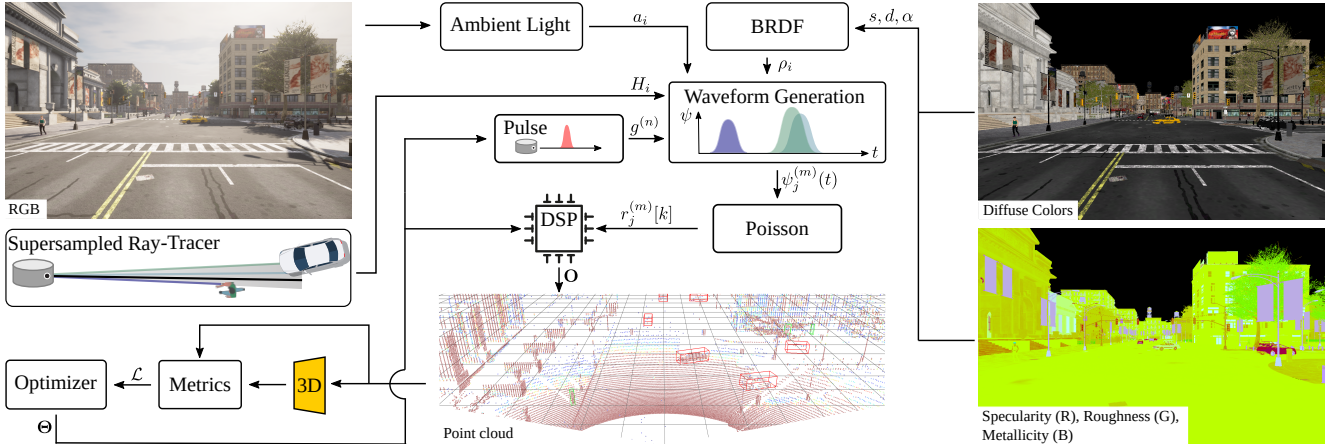 Ambient Light
a_i
BRDF
s, d, α
ρ_i
H_i
Waveform Generation
ψ
t
Pulse
g^{(n)}
ψ_j^{(m)}(t)
RGB
Diffuse Colors
Supersampled Ray-Tracer
DSP
r_j^{(m)}[k]
Poisson
O
Optimizer
ℒ
Metrics
3D
Θ
Point cloud
Specularity (R), Roughness (G),
Metallicity (B)